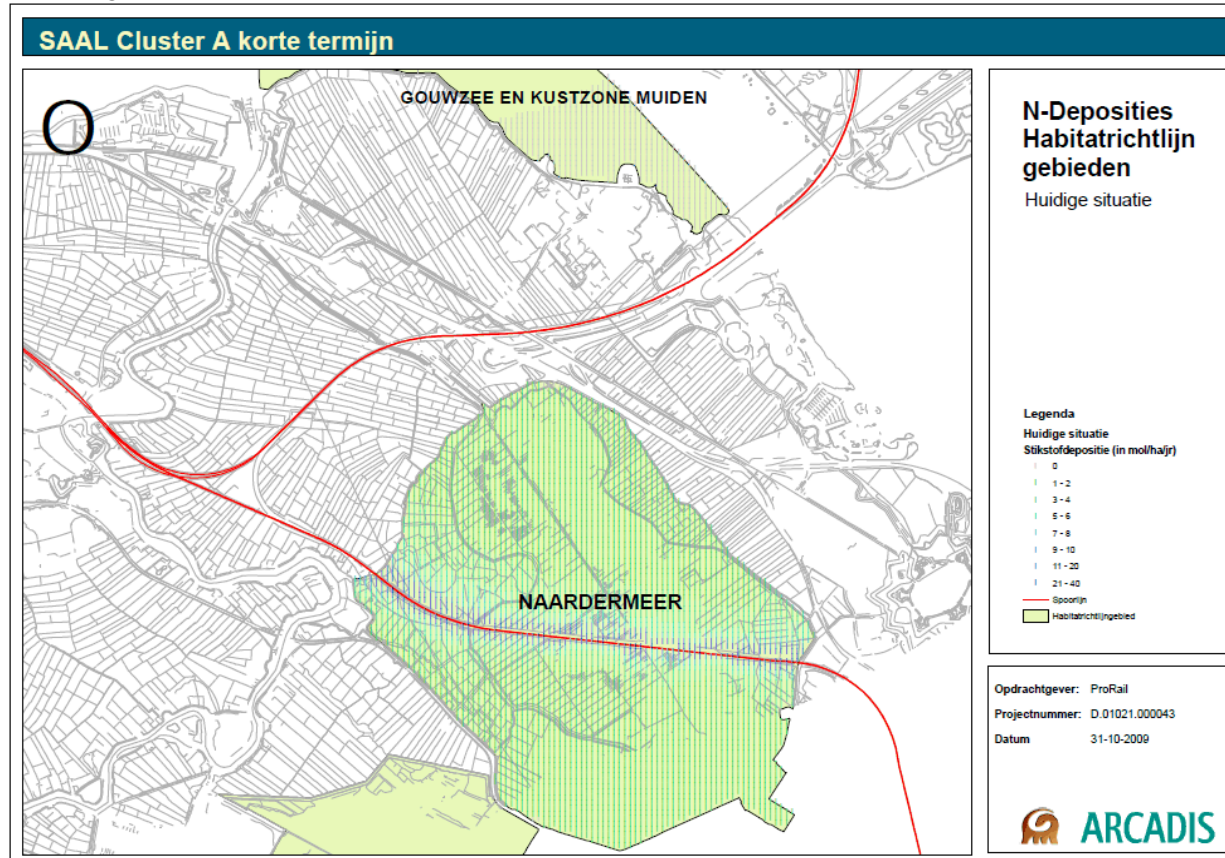 SAAL Cluster A korte termijn
O
GOUWZEE EN KUSTZONE MUIDEN
NAARDERMEER
N-Deposities
Habitatrichtlijn
gebieden
Huidige situatie
Legenda
Huidige situatie
Stikstofdepositie (in mol/ha/jr)
0
1 - 2
3 - 4
5 - 6
7 - 8
9 - 10
11 - 20
21 - 40
Spoorlijn
Habitatrichtlijngebied
Opdrachtgever: ProRail
Projectnummer: D.01021.000043
Datum 31-10-2009
ARCADIS